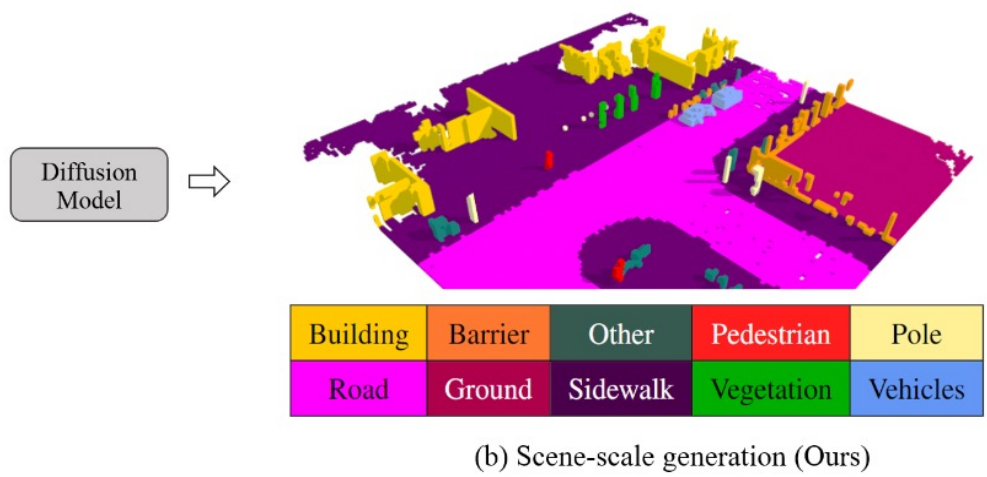 Diffusion
Model
Building Barrier Other Pedestrian Pole
Road Ground Sidewalk Vegetation Vehicles
(b) Scene-scale generation (Ours)